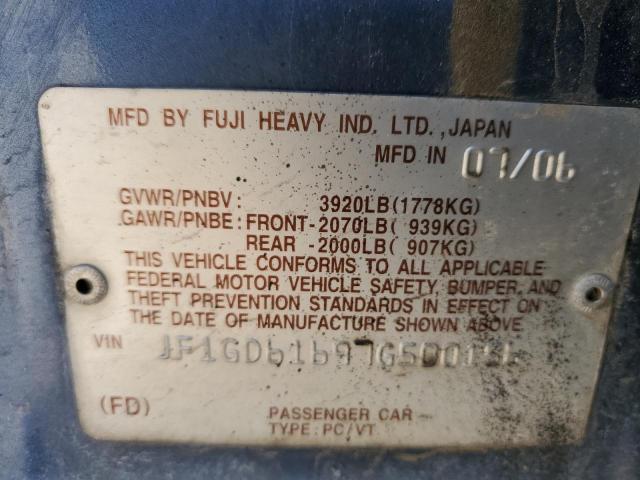 MFD BY FUJI HEAVY IND. LTD.,JAPAN
MFD IN 07/06
GVWR/PNBV: 3920LB(1778KG)
GAWR/PNBE: FRONT-2070LB( 939KG)
REAR -2000LB( 907KG)
THIS VEHICLE CONFORMS TO ALL APPLICABLE
FEDERAL MOTOR VEHICLE SAFETY, BUMPER, AND
THEFT PREVENTION STANDARDS IN EFFECT ON
THE DATE OF MANUFACTURE SHOWN ABOVE.
VIN
(FD)
PASSENGER CAR
TYPE:PC/VT